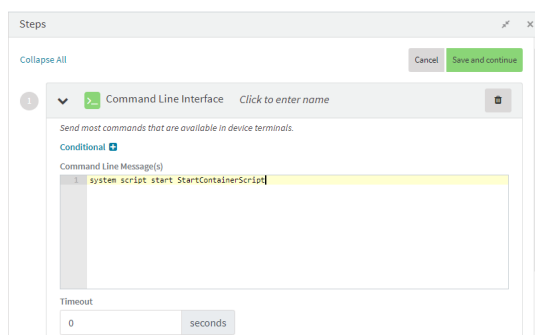 Steps
Collapse All
Cancel
Save and continue
1
>_ Command Line Interface Click to enter name
Send most commands that are available in device terminals.
Conditional
Command Line Message(s)
1 system script start StartContainerScript
Timeout
0 seconds